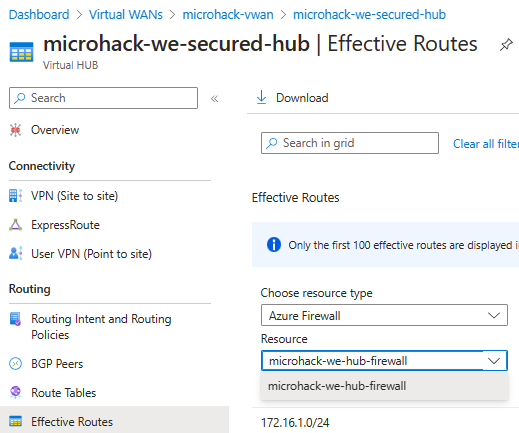 Dashboard > Virtual WANs > microhack-vwan > microhack-we-secured-hub
microhack-we-secured-hub | Effective Routes
Virtual HUB
Search
«
Overview
Connectivity
VPN (Site to site)
ExpressRoute
User VPN (Point to site)
Routing
Routing Intent and Routing
Policies
BGP Peers
Route Tables
Effective Routes
Download
Search in grid
Clear all filter
Effective Routes
Only the first 100 effective routes are displayed i
Choose resource type
Azure Firewall
Resource
microhack-we-hub-firewall
microhack-we-hub-firewall
172.16.1.0/24